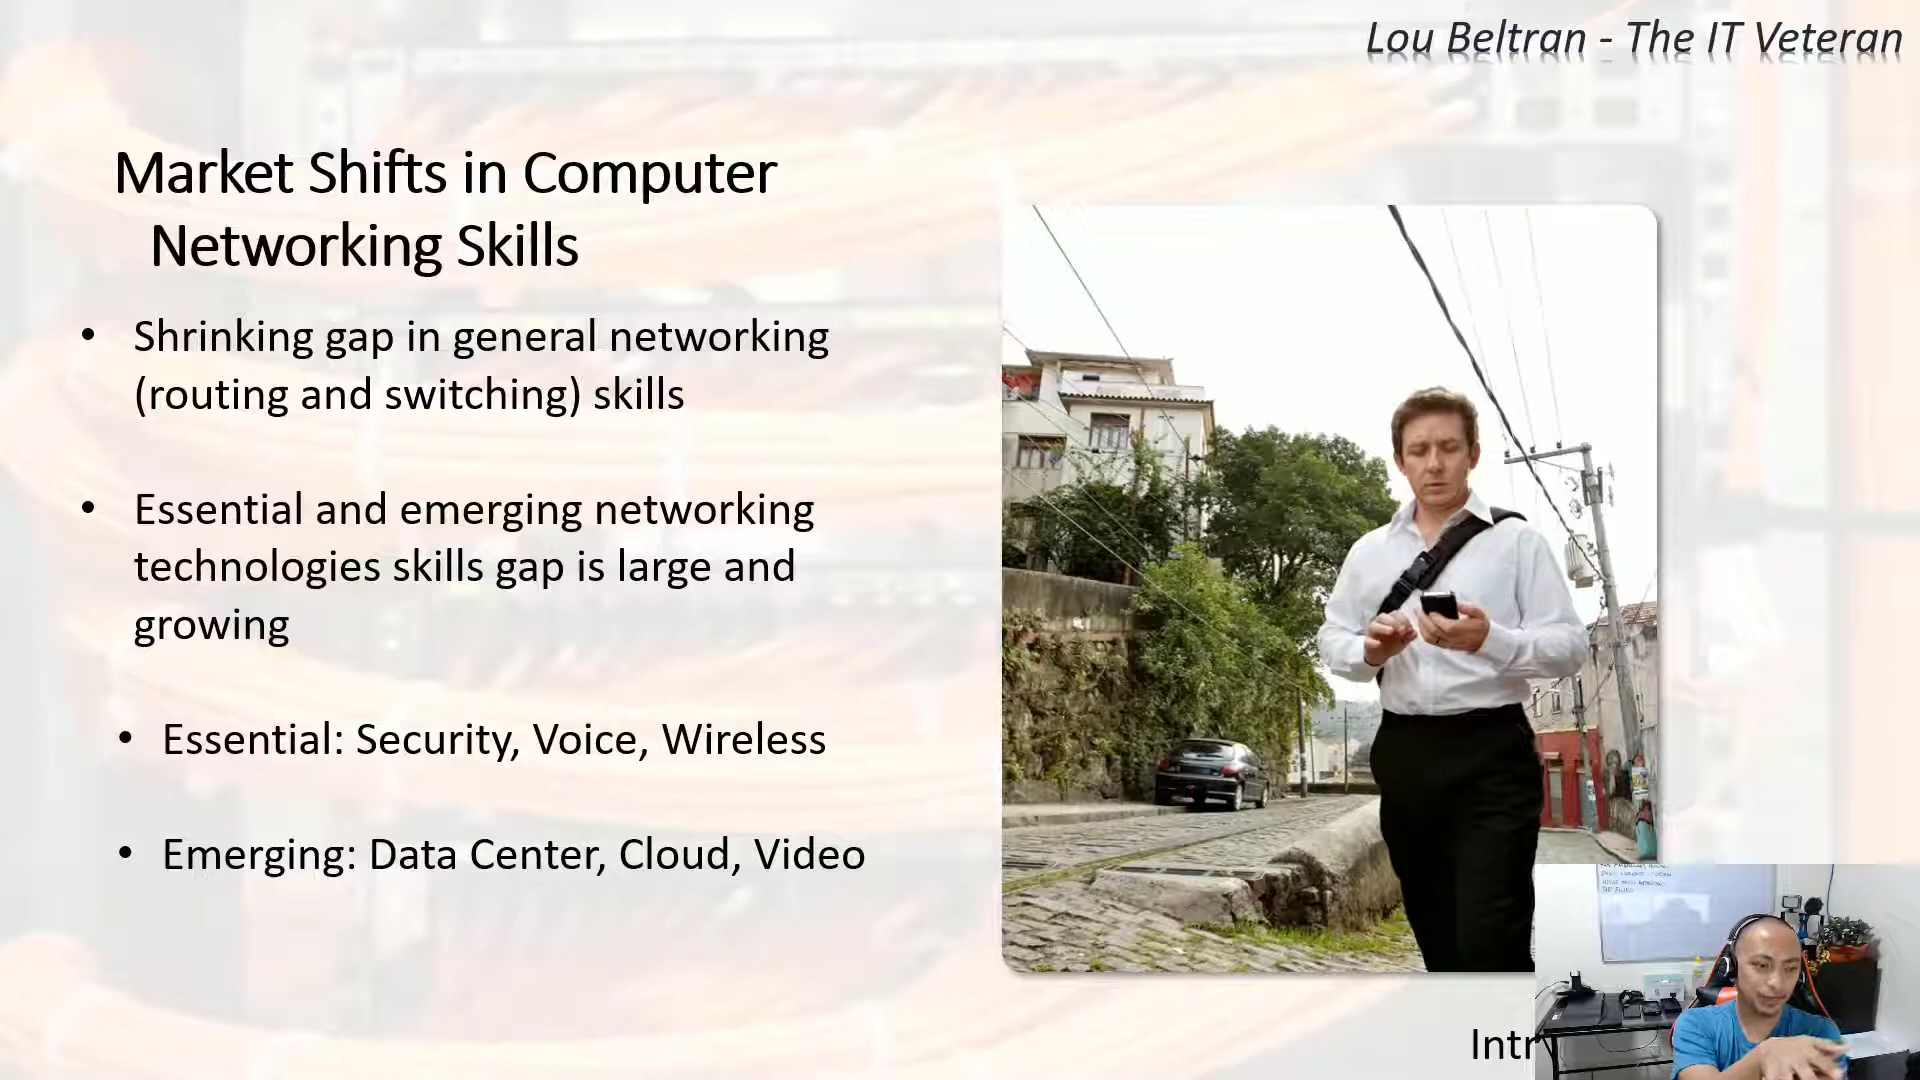 Lou Beltran - The IT Veteran
Market Shifts in Computer
Networking Skills
• Shrinking gap in general networking
(routing and switching) skills
• Essential and emerging networking
technologies skills gap is large and
growing
• Essential: Security, Voice, Wireless
• Emerging: Data Center, Cloud, Video